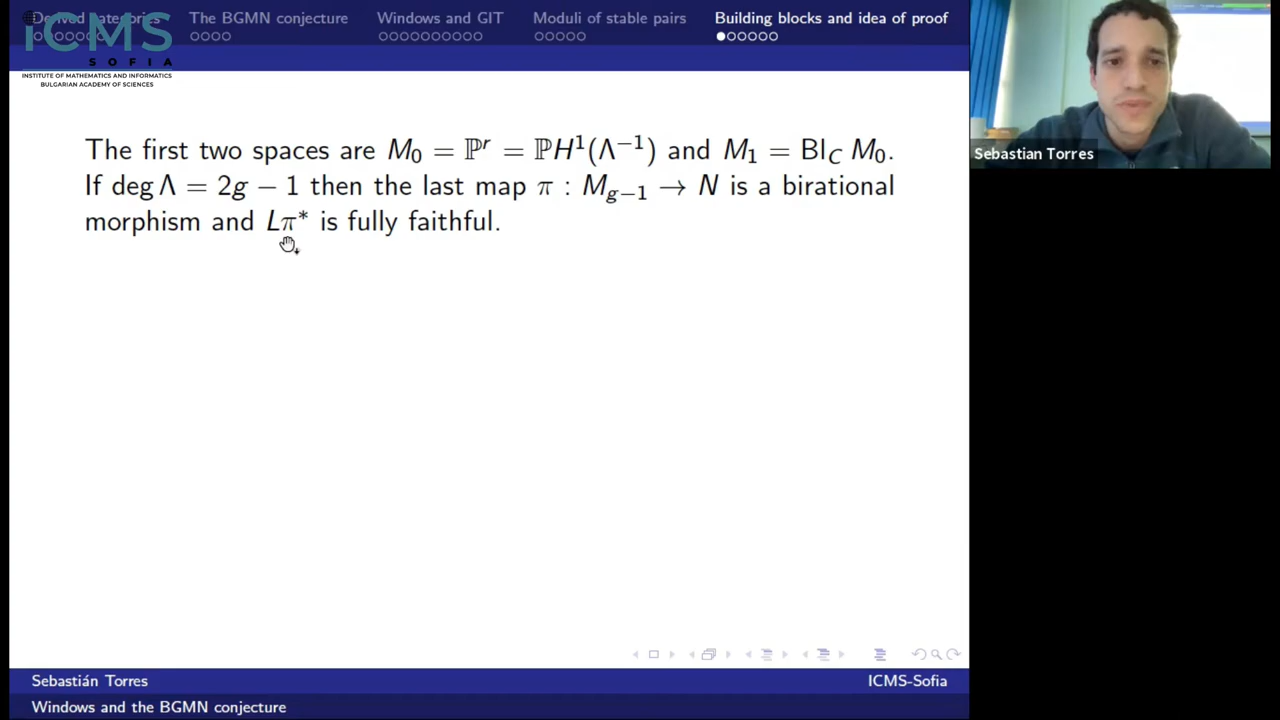 Derived categories The BGMN conjecture Windows and GIT Moduli of stable pairs Building blocks and idea of proof
iCMS
SOFIA
INSTITUTE OF MATHEMATICS AND INFORMATICS
BULGARIAN ACADEMY OF SCIENCES
The first two spaces are M₀ = ℙʳ = ℙH¹(Λ⁻¹) and M₁ = Bl_C M₀.
If deg Λ = 2g − 1 then the last map π : M_{g−1} → N is a birational
morphism and Lπ* is fully faithful.
Sebastian Torres
Sebastián Torres ICMS-Sofia
Windows and the BGMN conjecture